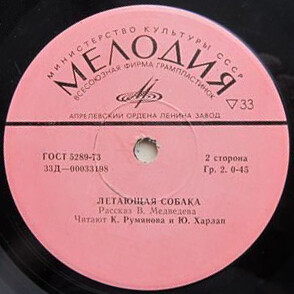 МИНИСТЕРСТВО КУЛЬТУРЫ СССР
МЕЛОДИЯ
ВСЕСОЮЗНАЯ ФИРМА ГРАМПЛАСТИНОК
33
АПРЕЛЕВСКИЙ ОРДЕНА ЛЕНИНА ЗАВОД
ГОСТ 5289-73
2 сторона
33Д—00033198
Гр. 2. 0-45
ЛЕТАЮЩАЯ СОБАКА
Рассказ В. Медведева
Читают К. Румянова и Ю. Харлап